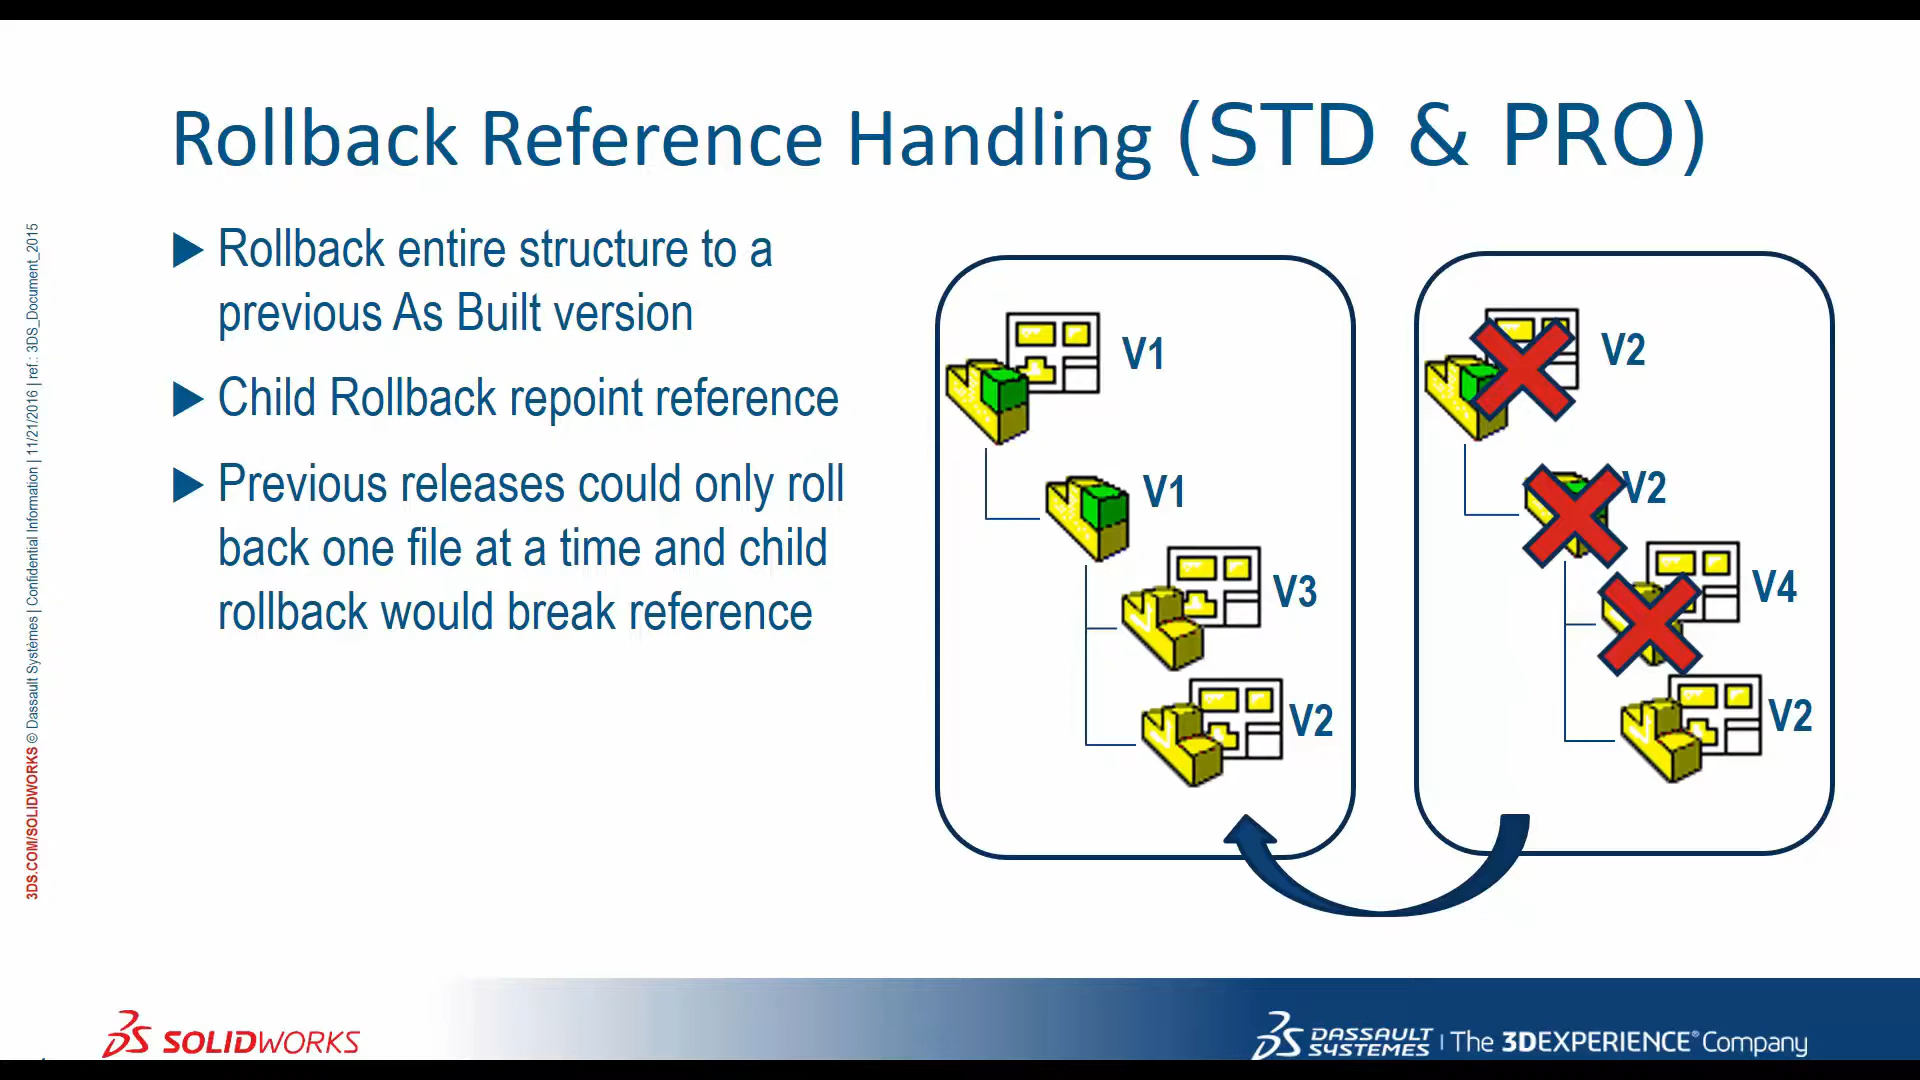 Rollback Reference Handling (STD & PRO)
Rollback entire structure to a
previous As Built version
Child Rollback repoint reference
Previous releases could only roll
back one file at a time and child
rollback would break reference
V1
V1
V3
V2
V2
V2
V4
V2
3DS.COM/SOLIDWORKS © Dassault Systèmes | Confidential Information | 11/21/2016 | ref.: 3DS_Document_2015
SOLIDWORKS
DASSAULT SYSTEMES | The 3DEXPERIENCE® Company